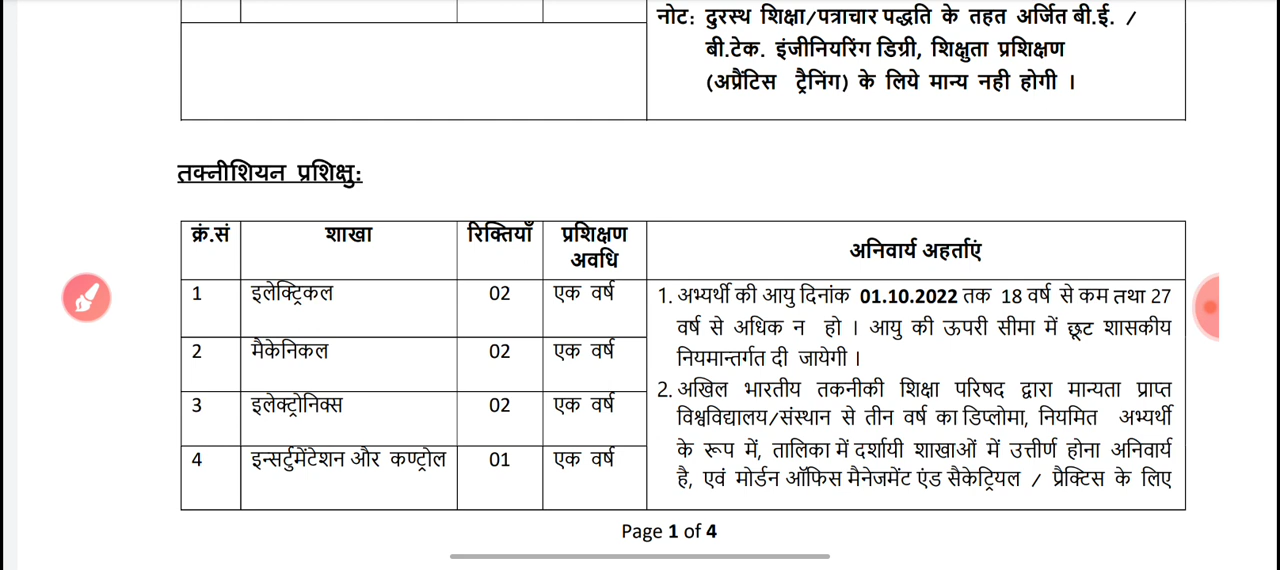 नोट: दुरस्थ शिक्षा/पत्राचार पद्धति के तहत अर्जित बी.ई. /
बी.टेक. इंजीनियरिंग डिग्री, शिक्षुता प्रशिक्षण
(अप्रैंटिस ट्रैनिंग) के लिये मान्य नही होगी ।
तक्नीशियन प्रशिक्षु:
क्रं.सं शाखा रिक्तियाँ प्रशिक्षण अवधि अनिवार्य अहर्ताएं
1 इलेक्ट्रिकल 02 एक वर्ष
2 मैकेनिकल 02 एक वर्ष
3 इलेक्ट्रोनिक्स 02 एक वर्ष
4 इन्सर्टुमेंटेशन और कण्ट्रोल 01 एक वर्ष
1. अभ्यर्थी की आयु दिनांक 01.10.2022 तक 18 वर्ष से कम तथा 27
वर्ष से अधिक न हो । आयु की ऊपरी सीमा में छूट शासकीय
नियमान्तर्गत दी जायेगी ।
2. अखिल भारतीय तकनीकी शिक्षा परिषद द्वारा मान्यता प्राप्त
विश्वविद्यालय/संस्थान से तीन वर्ष का डिप्लोमा, नियमित अभ्यर्थी
के रूप में, तालिका में दर्शायी शाखाओं में उत्तीर्ण होना अनिवार्य
है, एवं मोर्डन ऑफिस मैनेजमेंट एंड सैकेट्रियल / प्रैक्टिस के लिए
Page 1 of 4